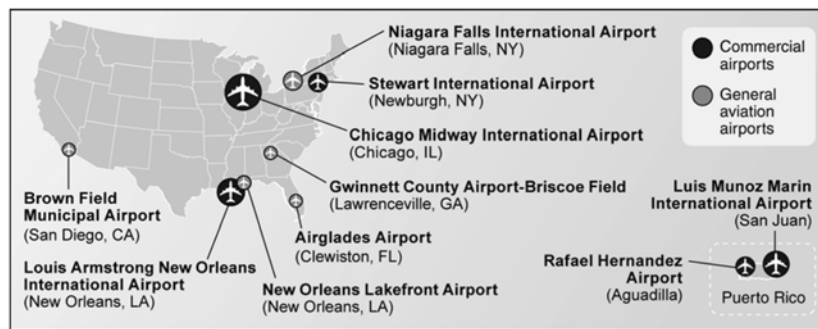 Niagara Falls International Airport
(Niagara Falls, NY)
Stewart International Airport
(Newburgh, NY)
Chicago Midway International Airport
(Chicago, IL)
Gwinnett County Airport-Briscoe Field
(Lawrenceville, GA)
Airglades Airport
(Clewiston, FL)
New Orleans Lakefront Airport
(New Orleans, LA)
Brown Field
Municipal Airport
(San Diego, CA)
Louis Armstrong New Orleans
International Airport
(New Orleans, LA)
Commercial
airports
General
aviation
airports
Luis Munoz Marin
International Airport
(San Juan)
Rafael Hernandez
Airport
(Aguadilla)
Puerto Rico